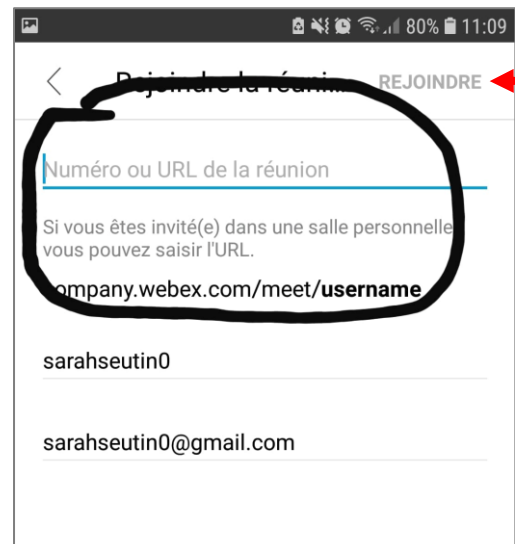 80% 11:09
Rejoindre la réuni... REJOINDRE
Numéro ou URL de la réunion
Si vous êtes invité(e) dans une salle personnelle
vous pouvez saisir l'URL.
company.webex.com/meet/username
sarahseutin0
sarahseutin0@gmail.com